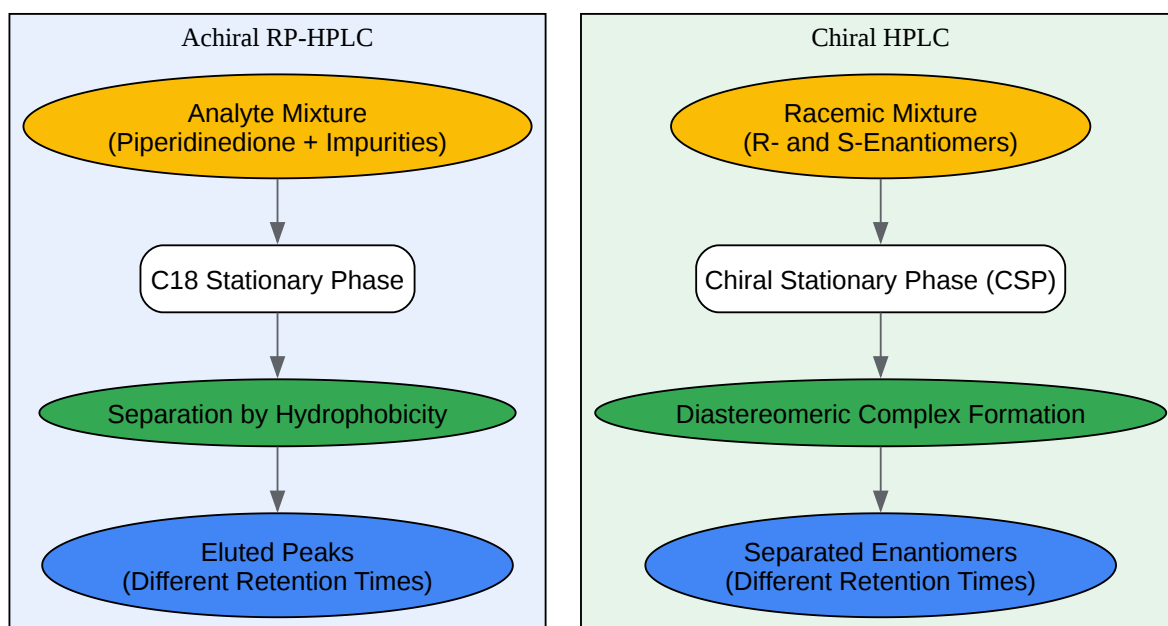 Achiral RP-HPLC
Analyte Mixture
(Piperidinedione + Impurities)
C18 Stationary Phase
Separation by Hydrophobicity
Eluted Peaks
(Different Retention Times)
Chiral HPLC
Racemic Mixture
(R- and S-Enantiomers)
Chiral Stationary Phase (CSP)
Diastereomeric Complex Formation
Separated Enantiomers
(Different Retention Times)